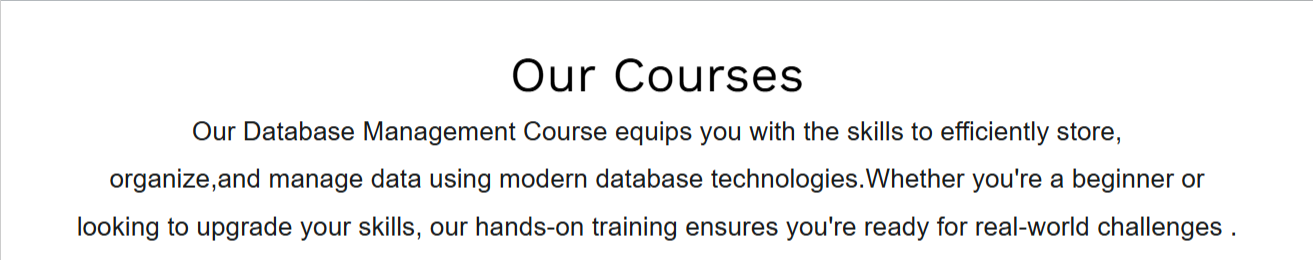 Our Courses
Our Database Management Course equips you with the skills to efficiently store,
organize,and manage data using modern database technologies.Whether you're a beginner or
looking to upgrade your skills, our hands-on training ensures you're ready for real-world challenges .